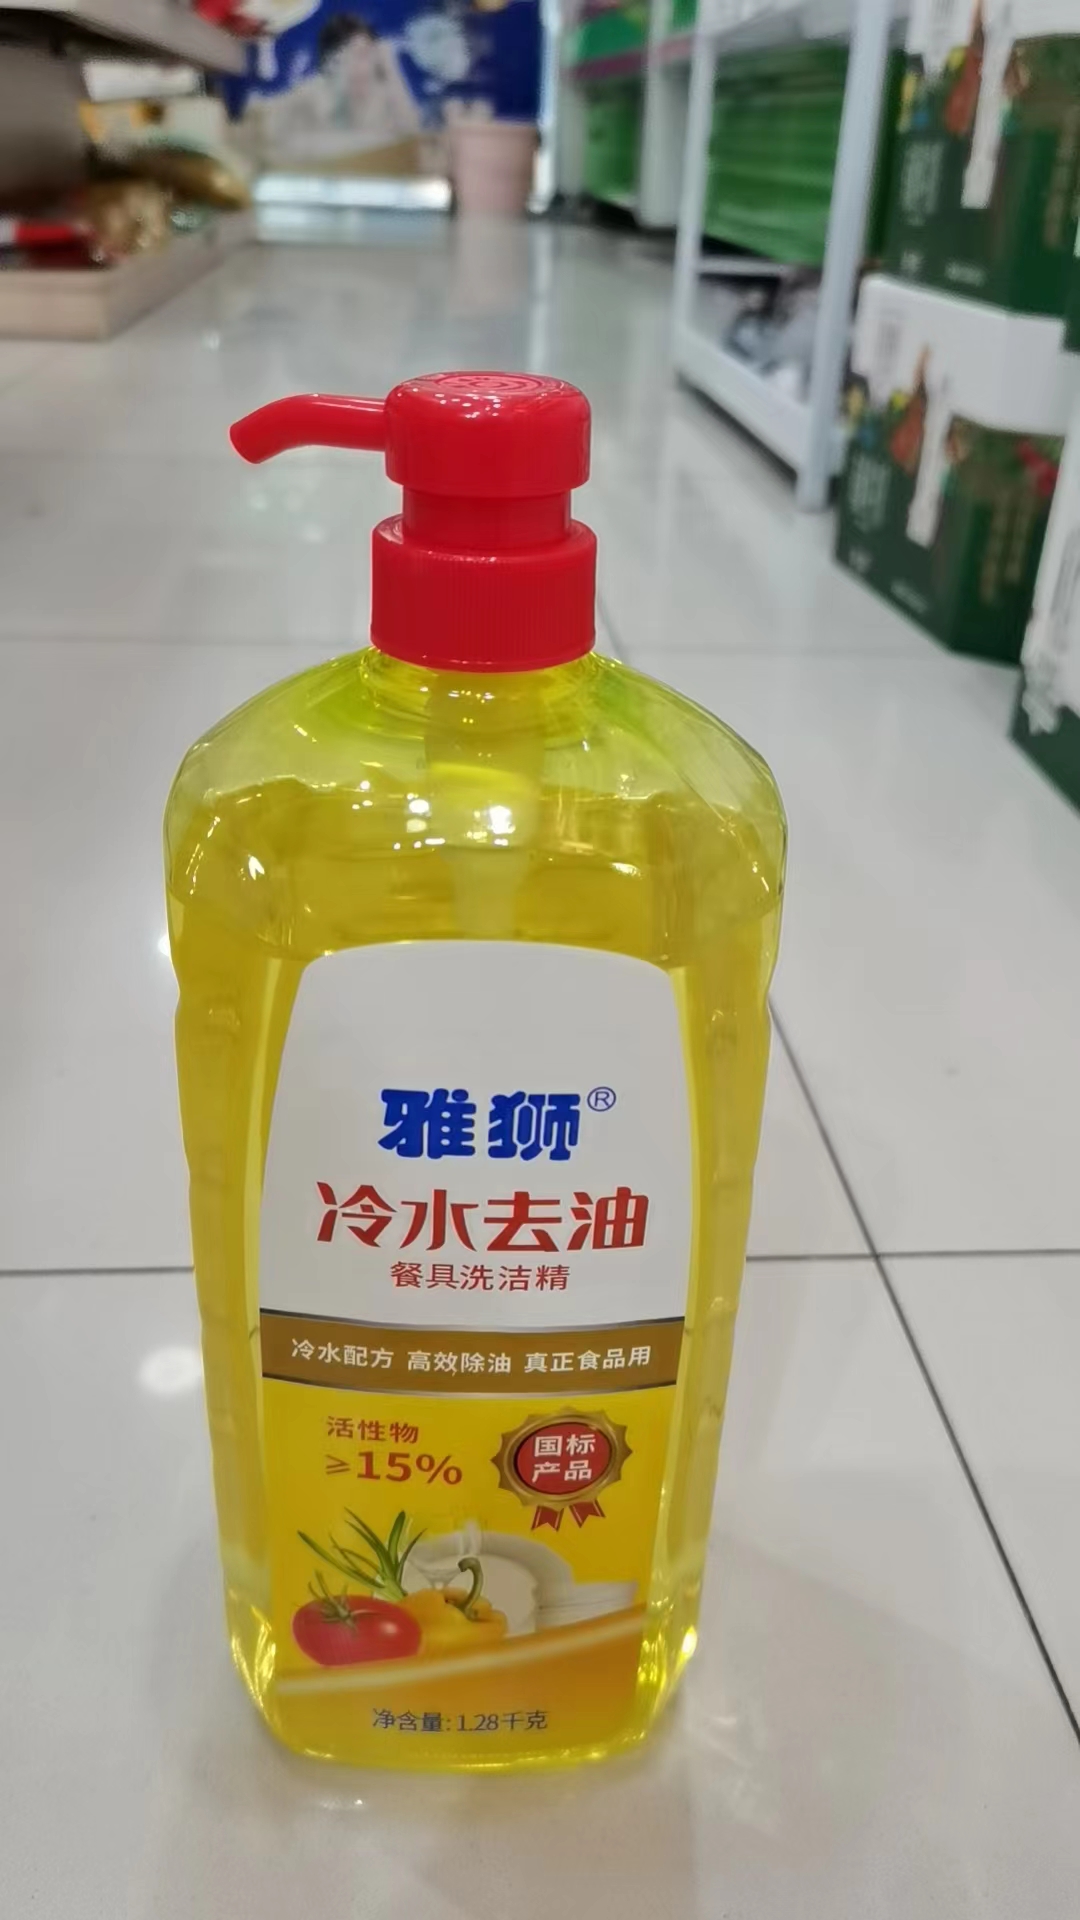 雅狮®
冷水去油
餐具洗洁精
冷水配方 高效除油 真正食品用
活性物
≥15%
国标
产品
净含量:1.28千克